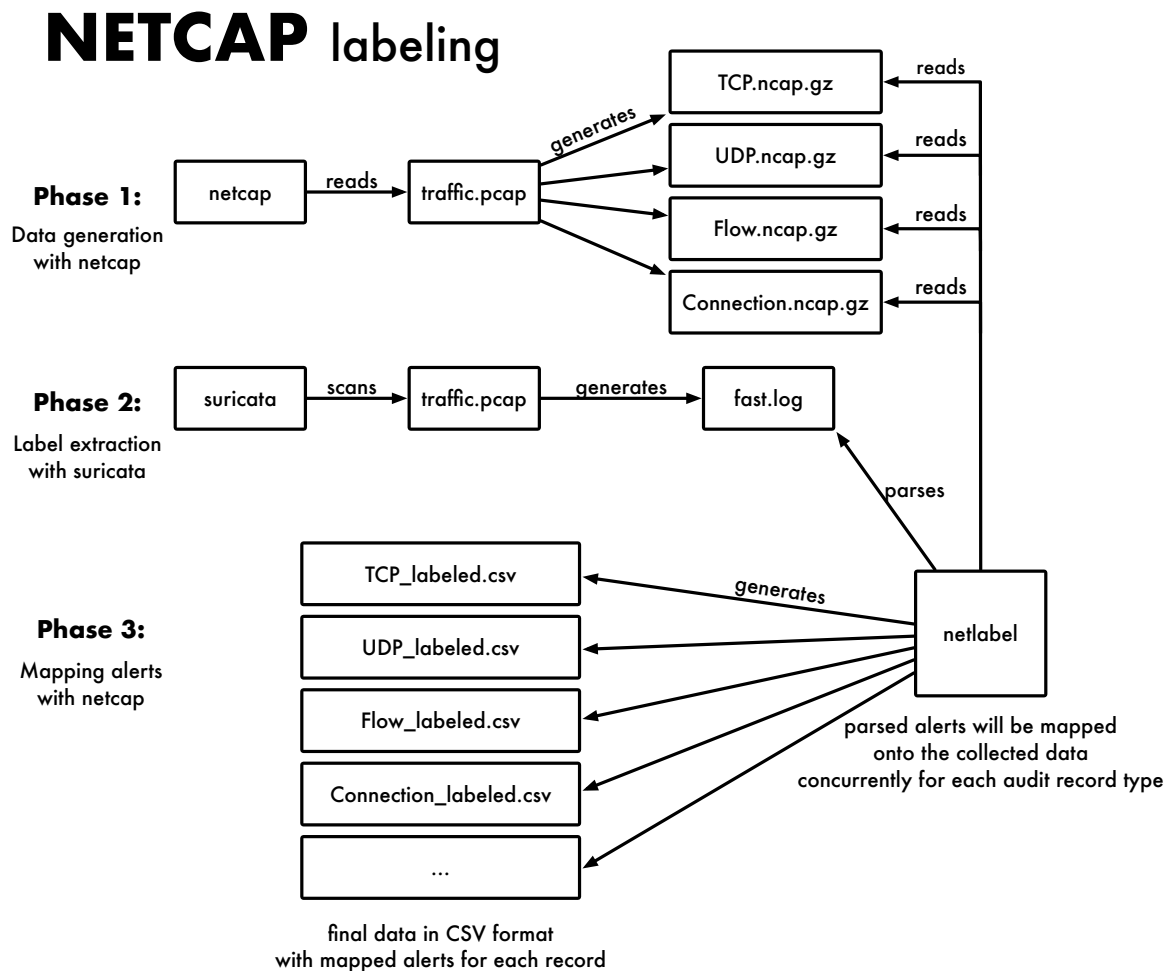 NETCAP labeling
TCP.ncap.gz
reads
generates
UDP.ncap.gz
reads
Phase 1:
Data generation
with netcap
netcap
reads
traffic.pcap
Flow.ncap.gz
reads
Connection.ncap.gz
reads
Phase 2:
Label extraction
with suricata
suricata
scans
traffic.pcap
generates
fast.log
parses
Phase 3:
Mapping alerts
with netcap
TCP_labeled.csv
generates
UDP_labeled.csv
netlabel
Flow_labeled.csv
Connection_labeled.csv
...
parsed alerts will be mapped
onto the collected data
concurrently for each audit record type
final data in CSV format
with mapped alerts for each record